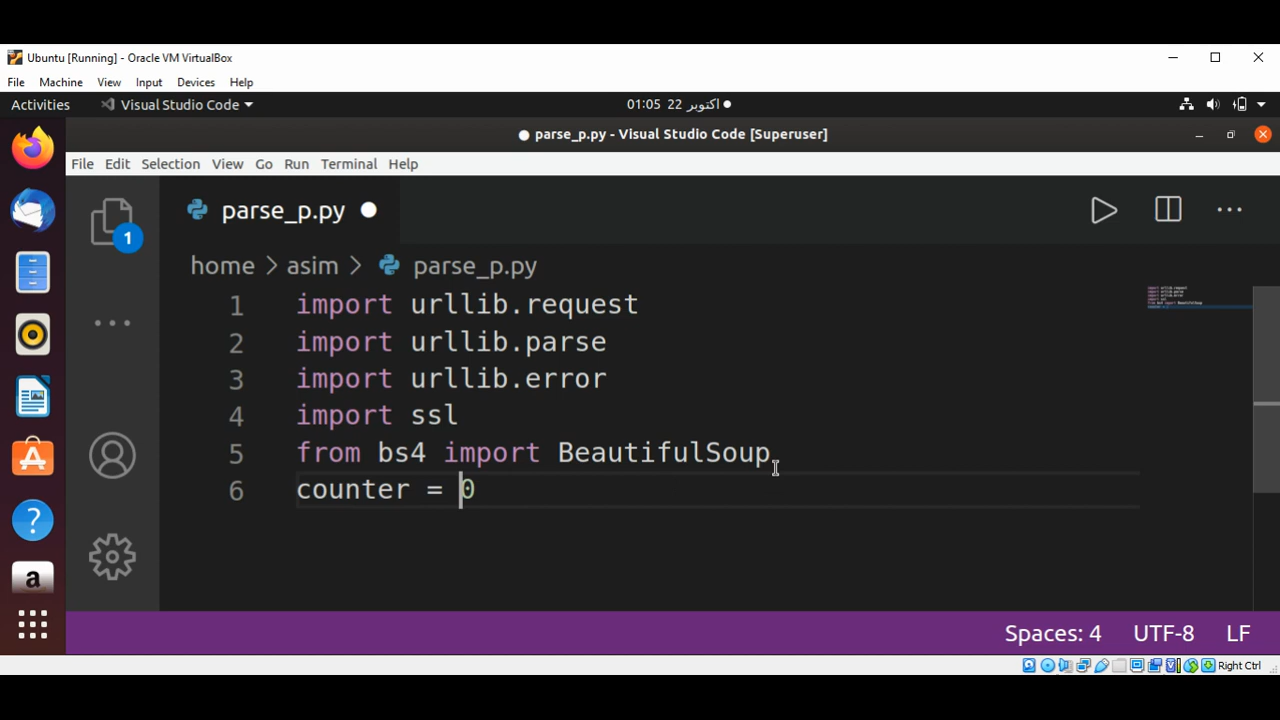 Ubuntu [Running] - Oracle VM VirtualBox
File Machine View Input Devices Help
Activities Visual Studio Code 01:05 22 اکتوبر
● parse_p.py - Visual Studio Code [Superuser]
File Edit Selection View Go Run Terminal Help
parse_p.py
home > asim > parse_p.py
1 import urllib.request
2 import urllib.parse
3 import urllib.error
4 import ssl
5 from bs4 import BeautifulSoup
6 counter = 0
1
?
a
Spaces: 4 UTF-8 LF
Right Ctrl